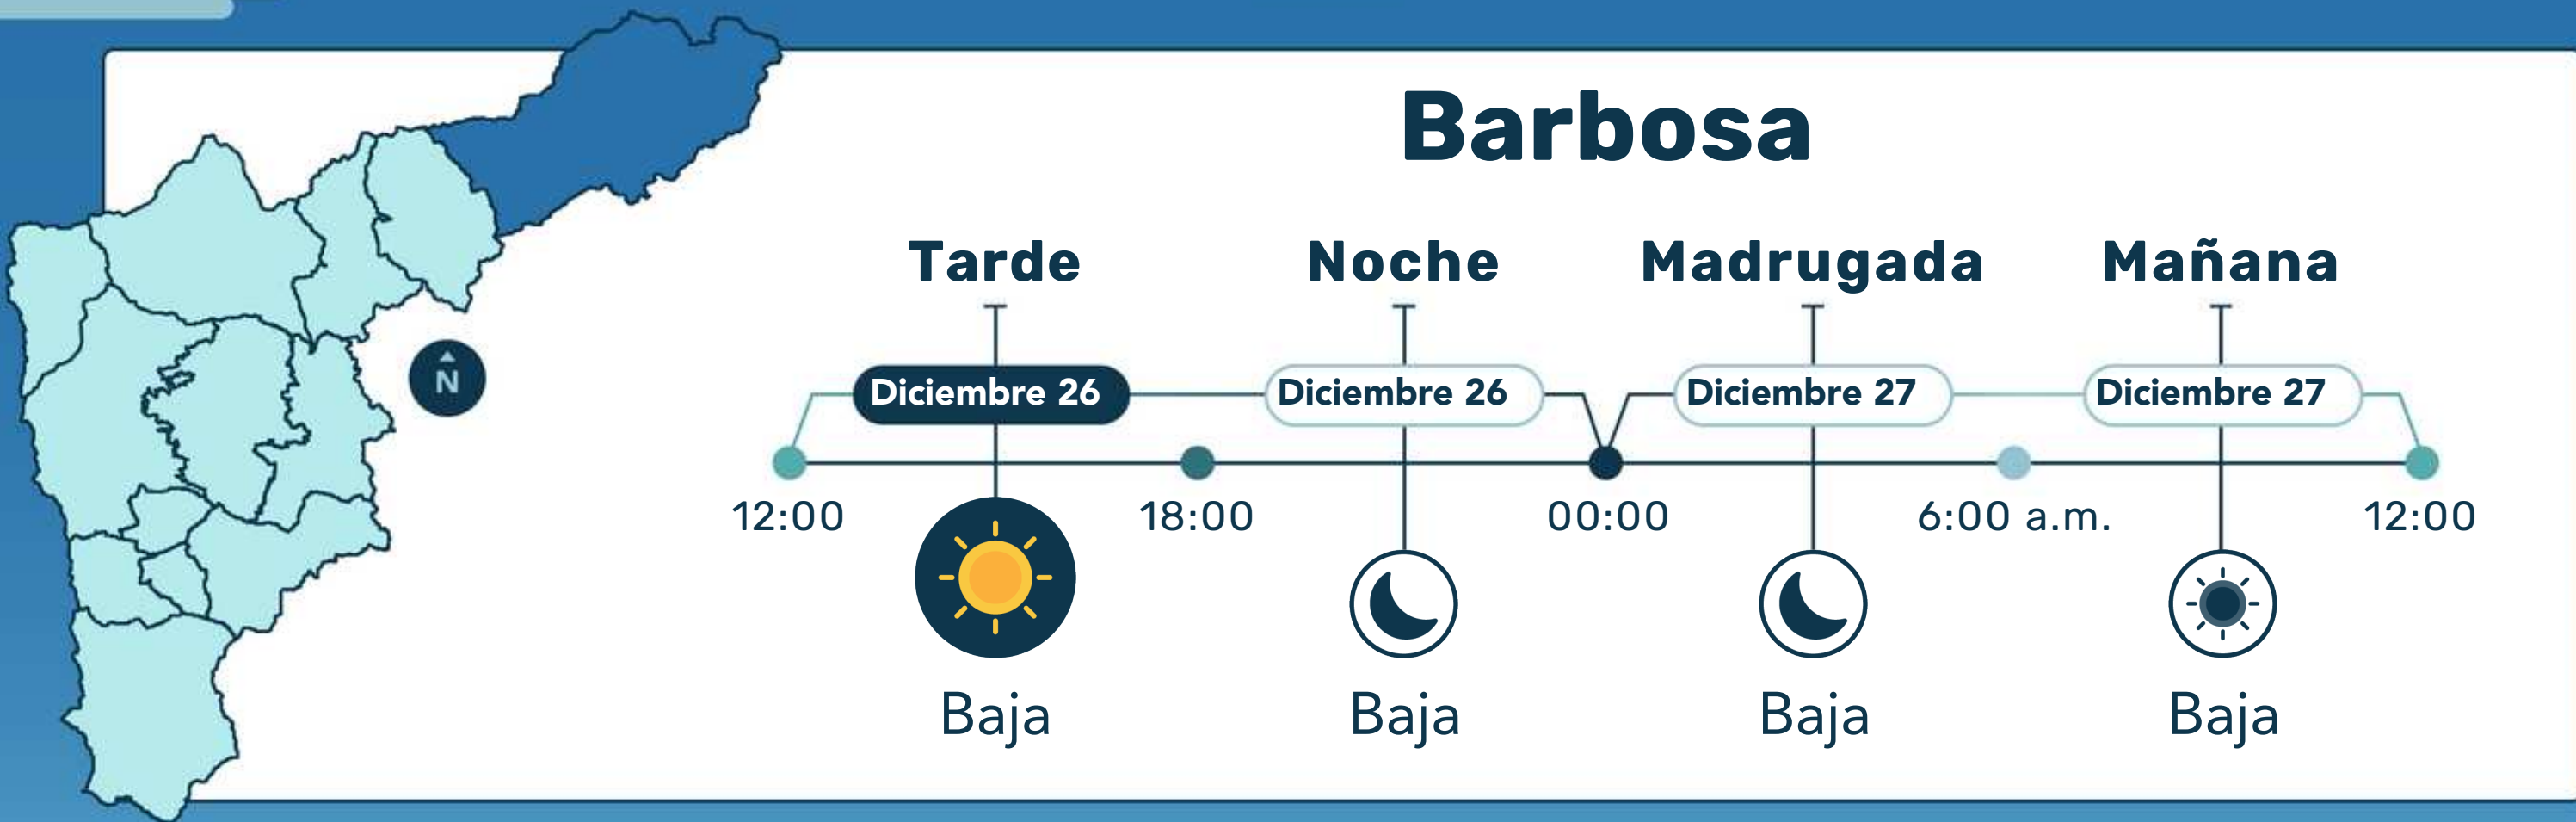 Barbosa
Tarde Noche Madrugada Mañana
Diciembre 26 Diciembre 26 Diciembre 27 Diciembre 27
N
12:00 18:00 00:00 6:00 a.m. 12:00
Baja Baja Baja Baja